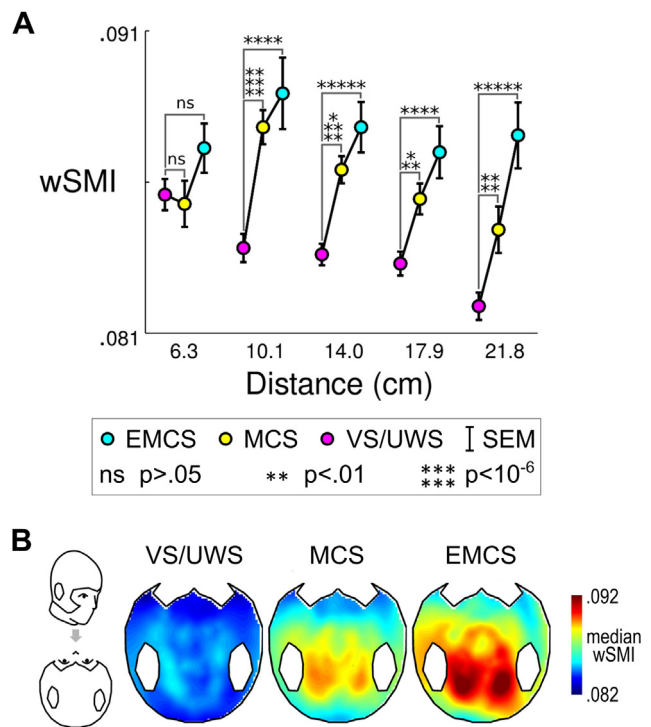 A
.091
wSMI
.081
ns
ns
****
** ** **
*****
* ** **
****
* **
*****
** **
6.3 10.1 14.0 17.9 21.8
Distance (cm)
EMCS MCS VS/UWS SEM
ns p>.05 ** p<.01 *** *** p<10⁻⁶
B
VS/UWS MCS EMCS
.092
median
wSMI
.082